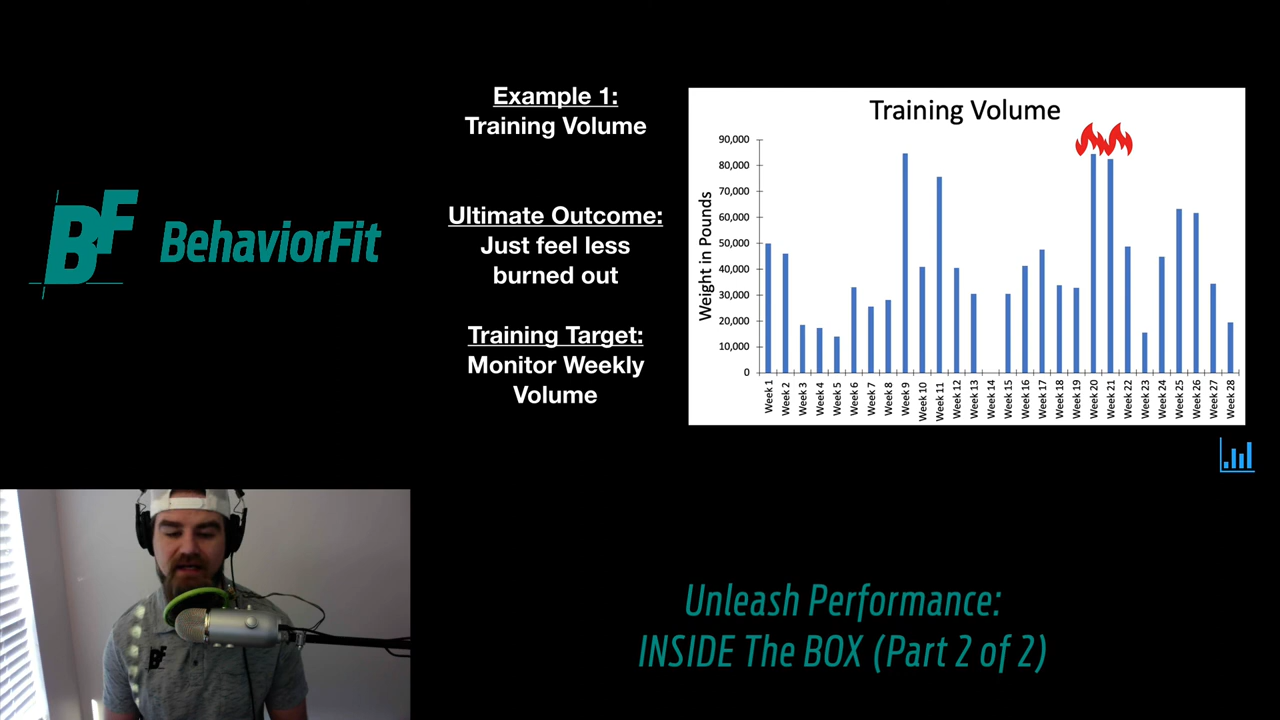 Example 1:
Training Volume
Ultimate Outcome:
Just feel less
burned out
Training Target:
Monitor Weekly
Volume
BF
BehaviorFit
Training Volume
Weight in Pounds
90,000
80,000
70,000
60,000
50,000
40,000
30,000
20,000
10,000
0
Week 1
Week 2
Week 3
Week 4
Week 5
Week 6
Week 7
Week 8
Week 9
Week 10
Week 11
Week 12
Week 13
Week 14
Week 15
Week 16
Week 17
Week 18
Week 19
Week 20
Week 21
Week 22
Week 23
Week 24
Week 25
Week 26
Week 27
Week 28
BF
Unleash Performance:
INSIDE The BOX (Part 2 of 2)